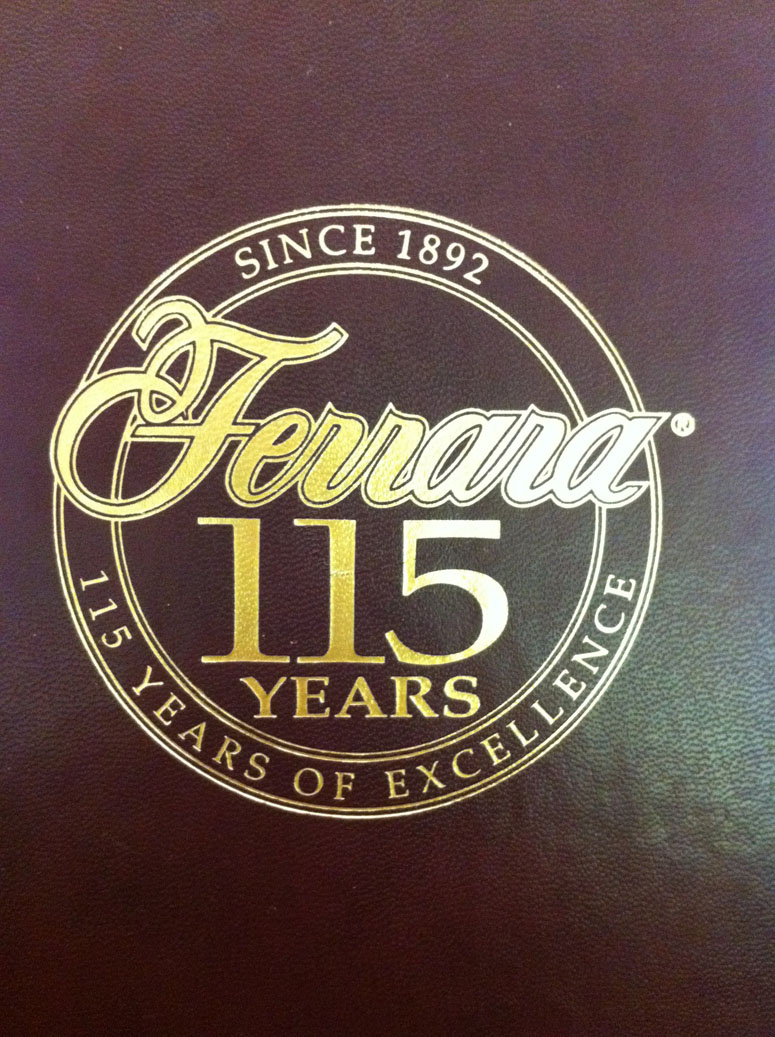 SINCE 1892
Ferrara®
115
YEARS
115 YEARS OF EXCELLENCE